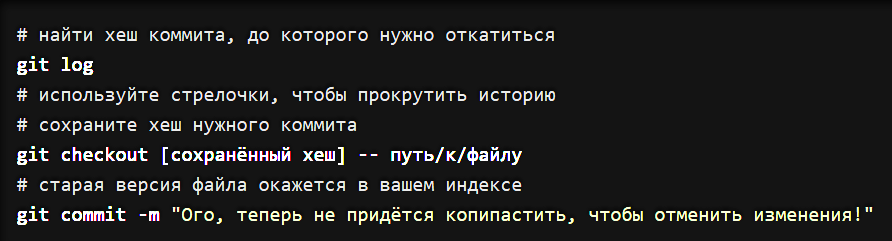 # найти хеш коммита, до которого нужно откатиться
git log
# используйте стрелочки, чтобы прокрутить историю
# сохраните хеш нужного коммита
git checkout [сохранённый хеш] -- путь/к/файлу
# старая версия файла окажется в вашем индексе
git commit -m "Ого, теперь не придётся копипастить, чтобы отменить изменения!"